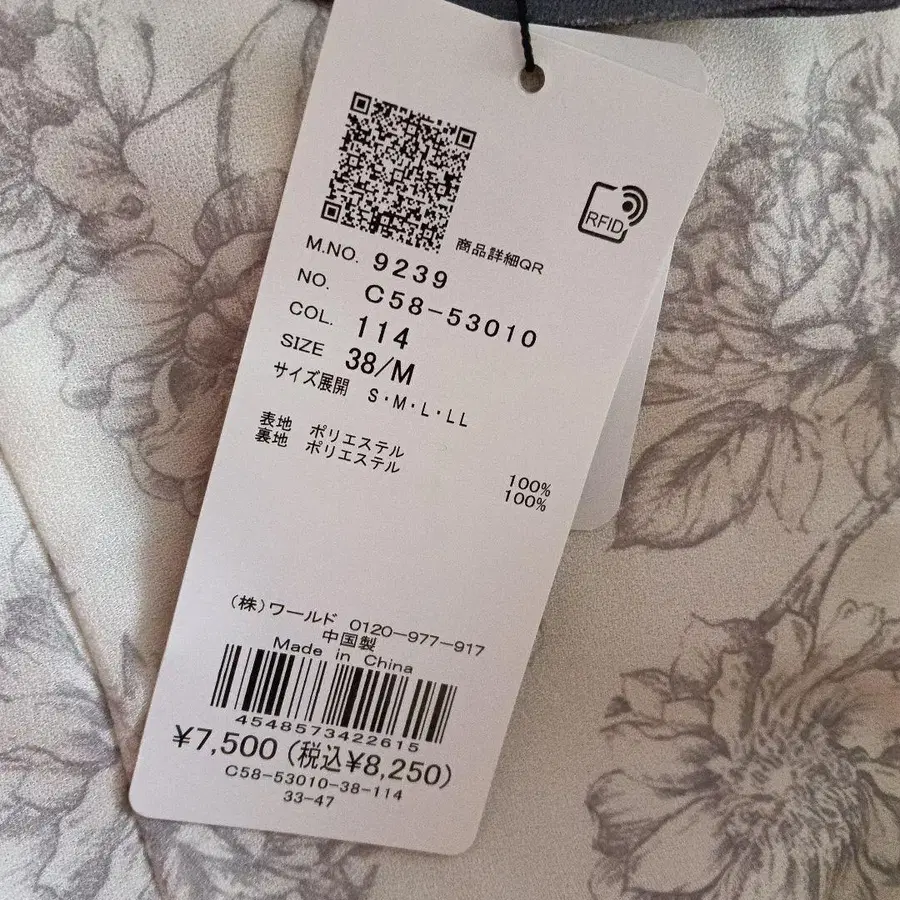 RFID
商品詳細QR
M.NO. 9239
NO. C58-53010
COL. 114
SIZE 38/M
サイズ展開 S・M・L・LL
表地 ポリエステル 100%
裏地 ポリエステル 100%
(株)ワールド 0120-977-917
中国製
Made in China
4548573422615
¥7,500(税込¥8,250)
C58-53010-38-114
33-47